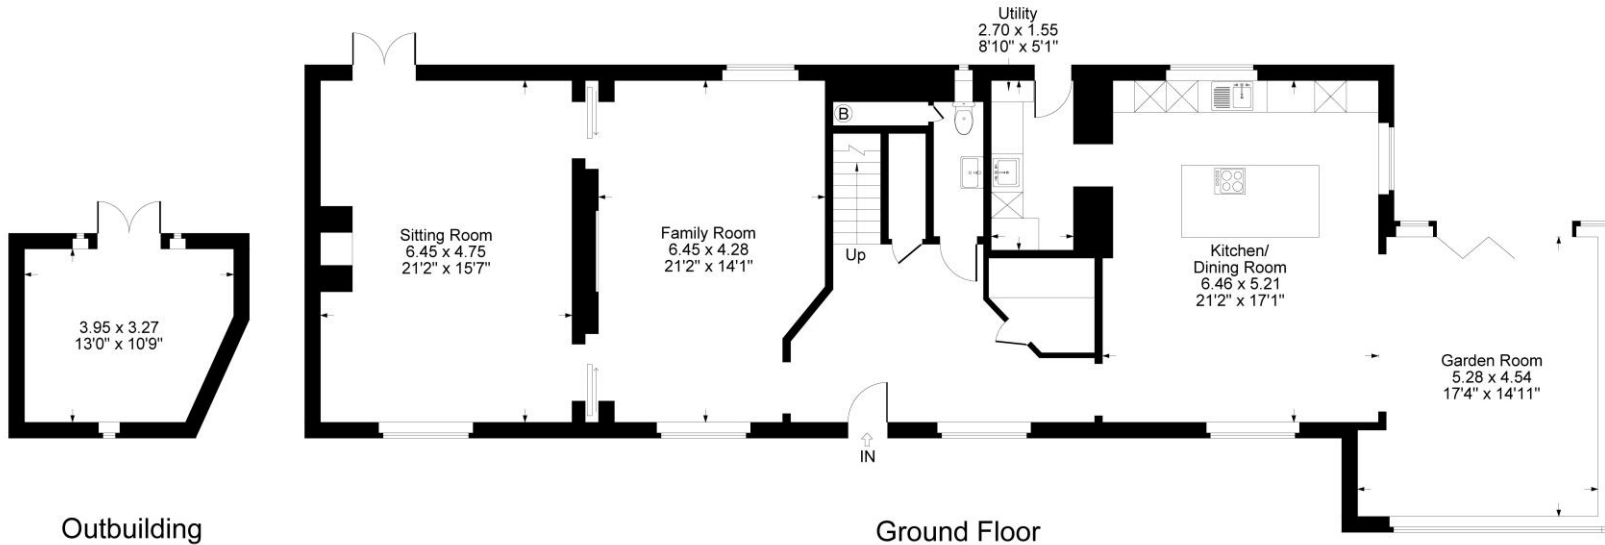 Utility
2.70 x 1.55
8'10" x 5'1"
B
Sitting Room
6.45 x 4.75
21'2" x 15'7"
Family Room
6.45 x 4.28
21'2" x 14'1"
Up
Kitchen/
Dining Room
6.46 x 5.21
21'2" x 17'1"
3.95 x 3.27
13'0" x 10'9"
Garden Room
5.28 x 4.54
17'4" x 14'11"
IN
Outbuilding
Ground Floor